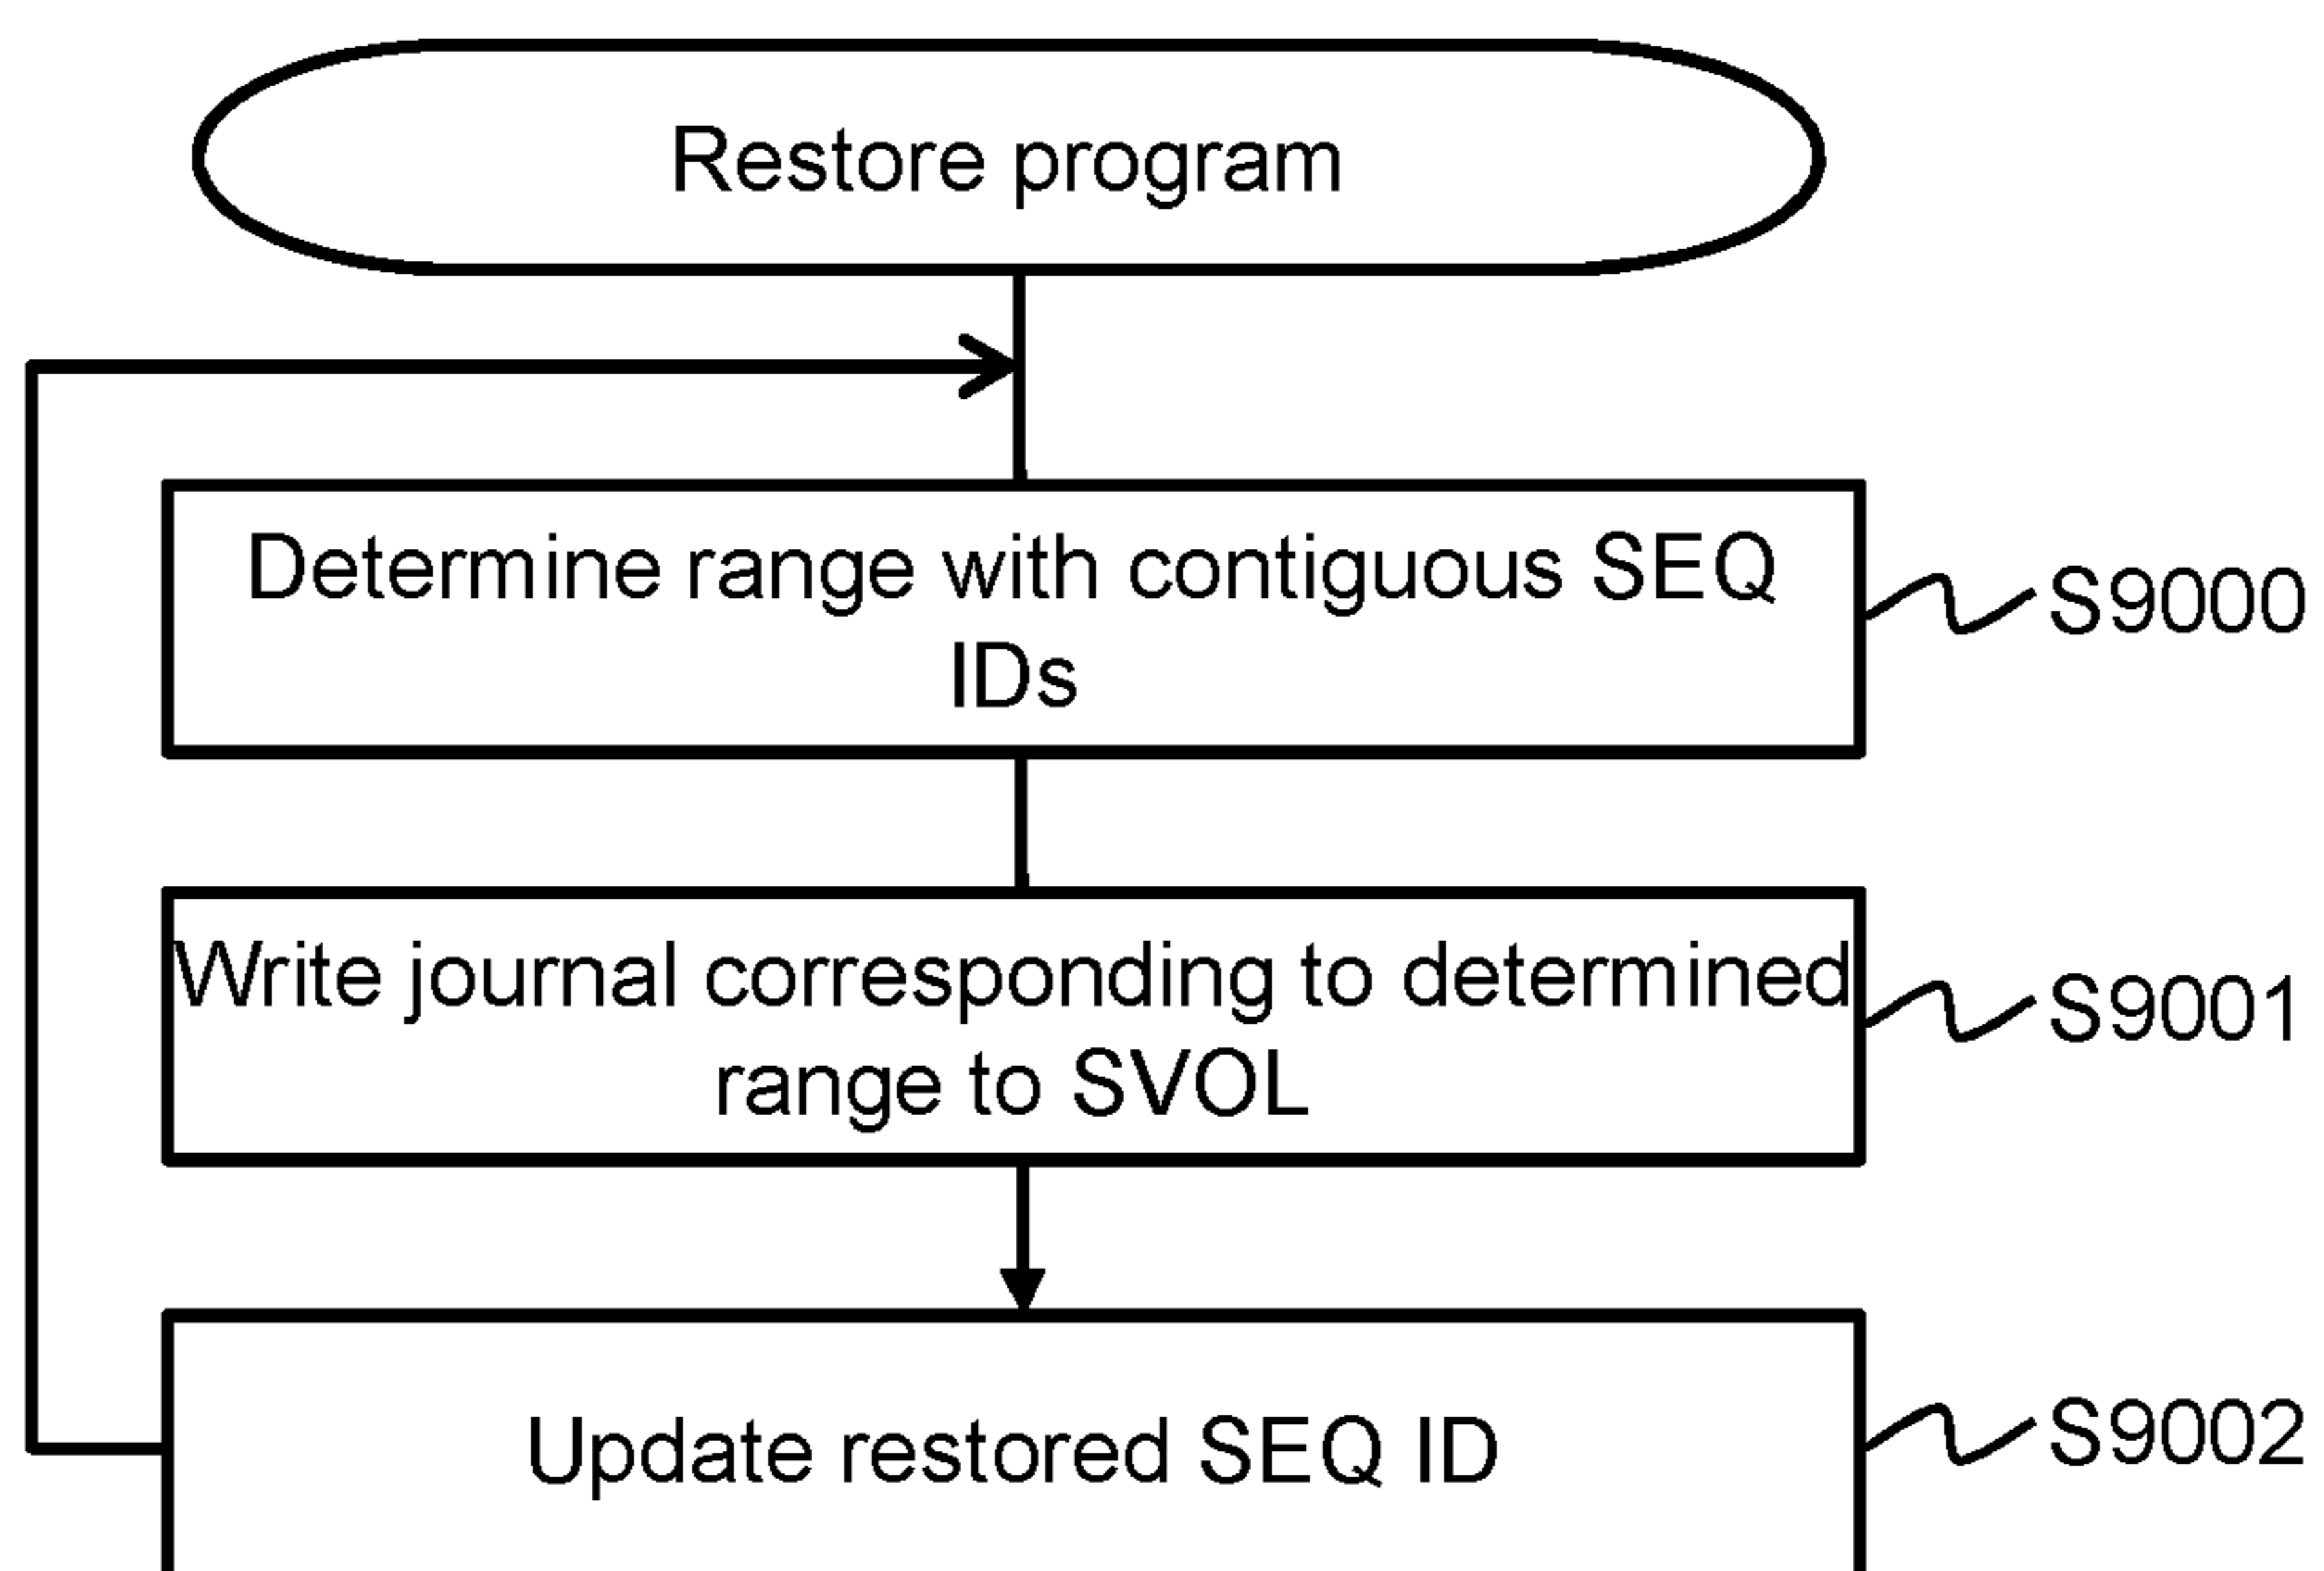 Restore program
Determine range with contiguous SEQ
IDs
S9000
Write journal corresponding to determined
range to SVOL
S9001
Update restored SEQ ID
S9002